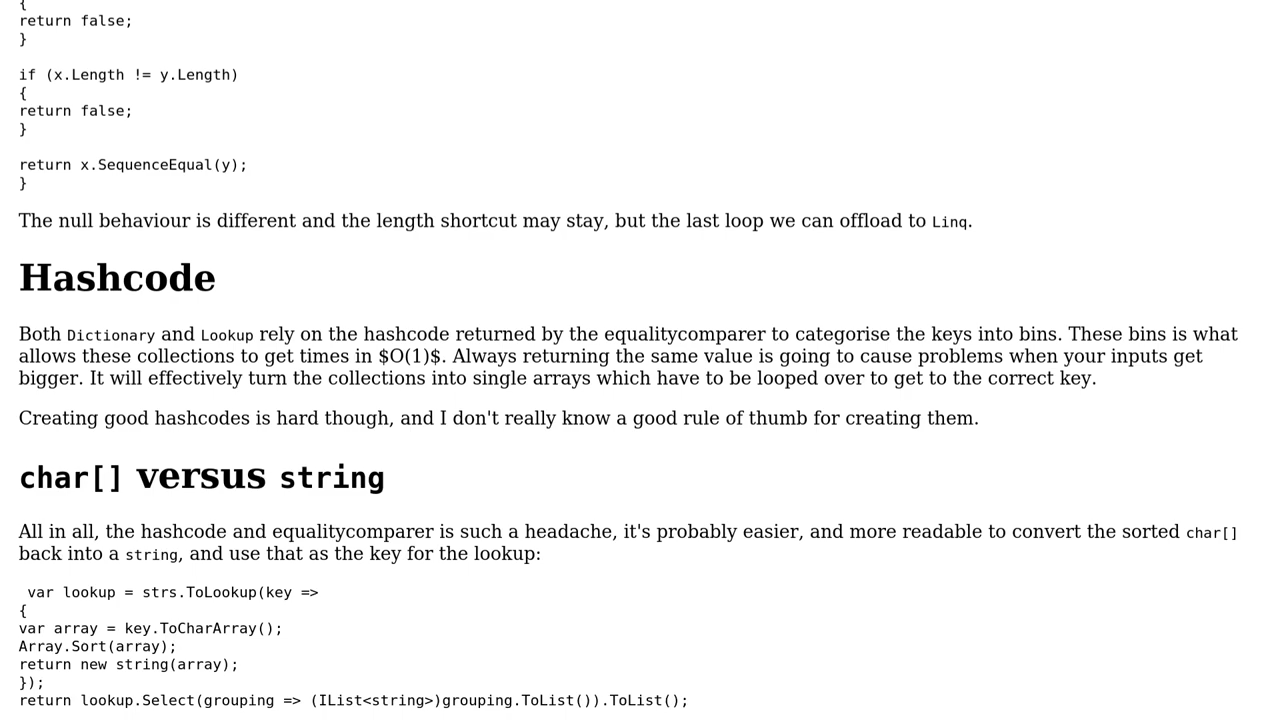 {
return false;
}
if (x.Length != y.Length)
{
return false;
}
return x.SequenceEqual(y);
}
The null behaviour is different and the length shortcut may stay, but the last loop we can offload to Linq.
Hashcode
Both Dictionary and Lookup rely on the hashcode returned by the equalitycomparer to categorise the keys into bins. These bins is what
allows these collections to get times in $O(1)$. Always returning the same value is going to cause problems when your inputs get
bigger. It will effectively turn the collections into single arrays which have to be looped over to get to the correct key.
Creating good hashcodes is hard though, and I don't really know a good rule of thumb for creating them.
char[] versus string
All in all, the hashcode and equalitycomparer is such a headache, it's probably easier, and more readable to convert the sorted char[]
back into a string, and use that as the key for the lookup:
var lookup = strs.ToLookup(key =>
{
var array = key.ToCharArray();
Array.Sort(array);
return new string(array);
});
return lookup.Select(grouping => (IList<string>)grouping.ToList()).ToList();